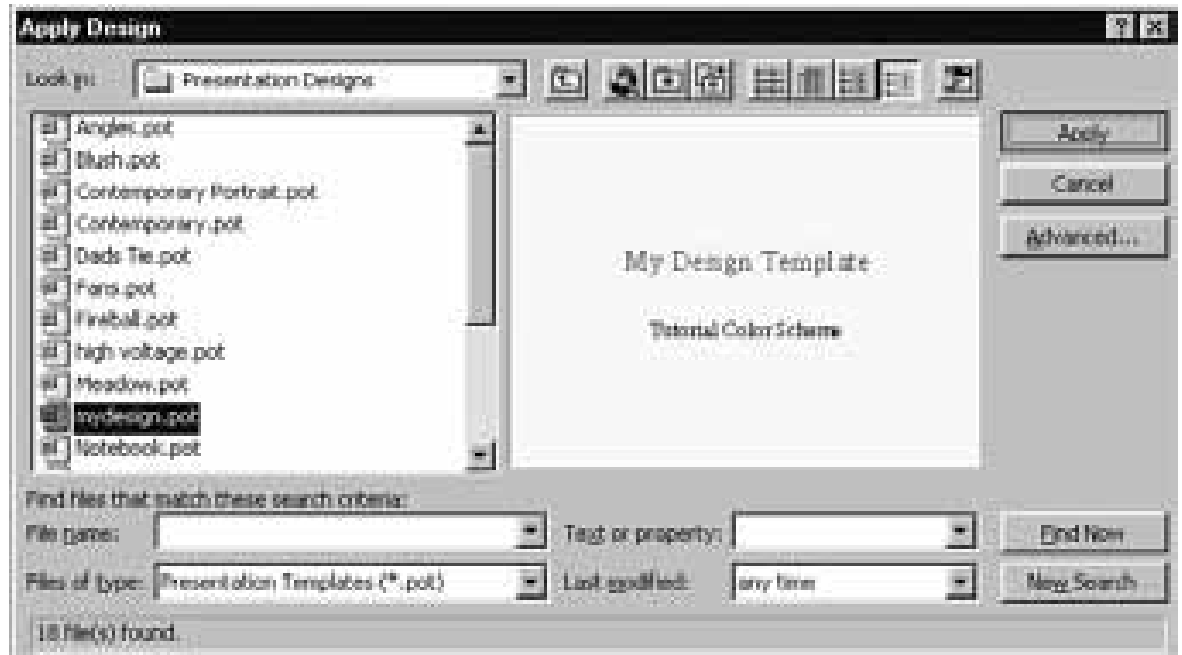 Apply Design
Look in: Presentation Designs
Angles.pot
Blush.pot
Contemporary Portrait.pot
Contemporary.pot
Dads Tie.pot
Fans.pot
Fireball.pot
high voltage.pot
Meadow.pot
mydesign.pot
Notebook.pot
My Design Template
Tutorial Color Scheme
Apply
Cancel
Advanced...
Find files that match these search criteria:
File name:
Text or property:
Find Now
Files of type: Presentation Templates (*.pot)
Last modified: any time
New Search
18 file(s) found.